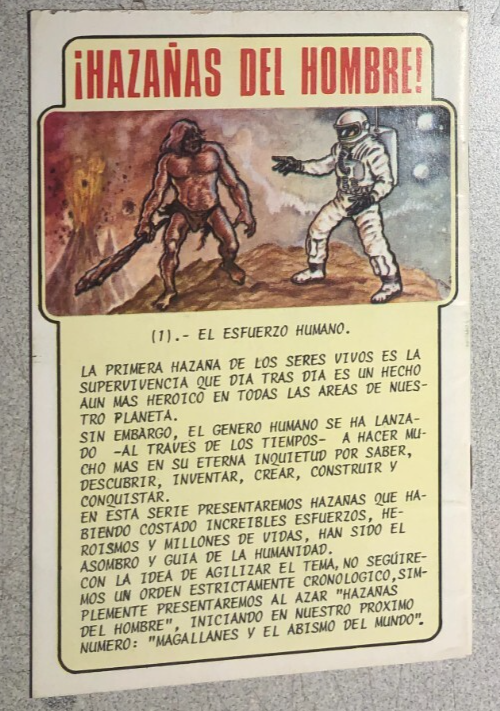 ¡HAZAÑAS DEL HOMBRE!
(1).- EL ESFUERZO HUMANO.
LA PRIMERA HAZAÑA DE LOS SERES VIVOS ES LA
SUPERVIVENCIA QUE DIA TRAS DIA ES UN HECHO
AUN MAS HEROICO EN TODAS LAS AREAS DE NUES-
TRO PLANETA.
SIN EMBARGO, EL GENERO HUMANO SE HA LANZA-
DO -AL TRAVES DE LOS TIEMPOS- A HACER MU-
CHO MAS EN SU ETERNA INQUIETUD POR SABER,
DESCUBRIR, INVENTAR, CREAR, CONSTRUIR Y
CONQUISTAR.
EN ESTA SERIE PRESENTAREMOS HAZAÑAS QUE HA-
BIENDO COSTADO INCREIBLES ESFUERZOS, HE-
ROISMOS Y MILLONES DE VIDAS, HAN SIDO EL
ASOMBRO Y GUIA DE LA HUMANIDAD.
CON LA IDEA DE AGILIZAR EL TEMA, NO SEGUIRE-
MOS UN ORDEN ESTRICTAMENTE CRONOLOGICO, SIM-
PLEMENTE PRESENTAREMOS AL AZAR "HAZAÑAS
DEL HOMBRE", INICIANDO EN NUESTRO PROXIMO
NUMERO: "MAGALLANES Y EL ABISMO DEL MUNDO".